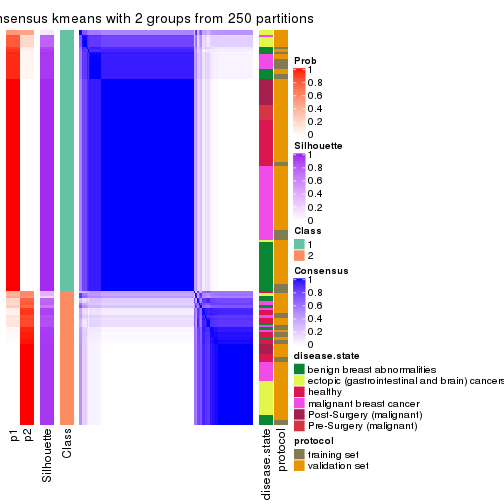 nsensus kmeans with 2 groups from 250 partitions
Prob
1
0.8
0.6
0.4
0.2
0
Silhouette
1
0.8
0.6
0.4
0.2
0
Class
1
2
Consensus
1
0.8
0.6
0.4
0.2
0
disease.state
benign breast abnormalities
ectopic (gastrointestinal and brain) cancers
healthy
malignant breast cancer
Post-Surgery (malignant)
Pre-Surgery (malignant)
protocol
training set
validation set
p1
p2
Silhouette
Class
disease.state
protocol